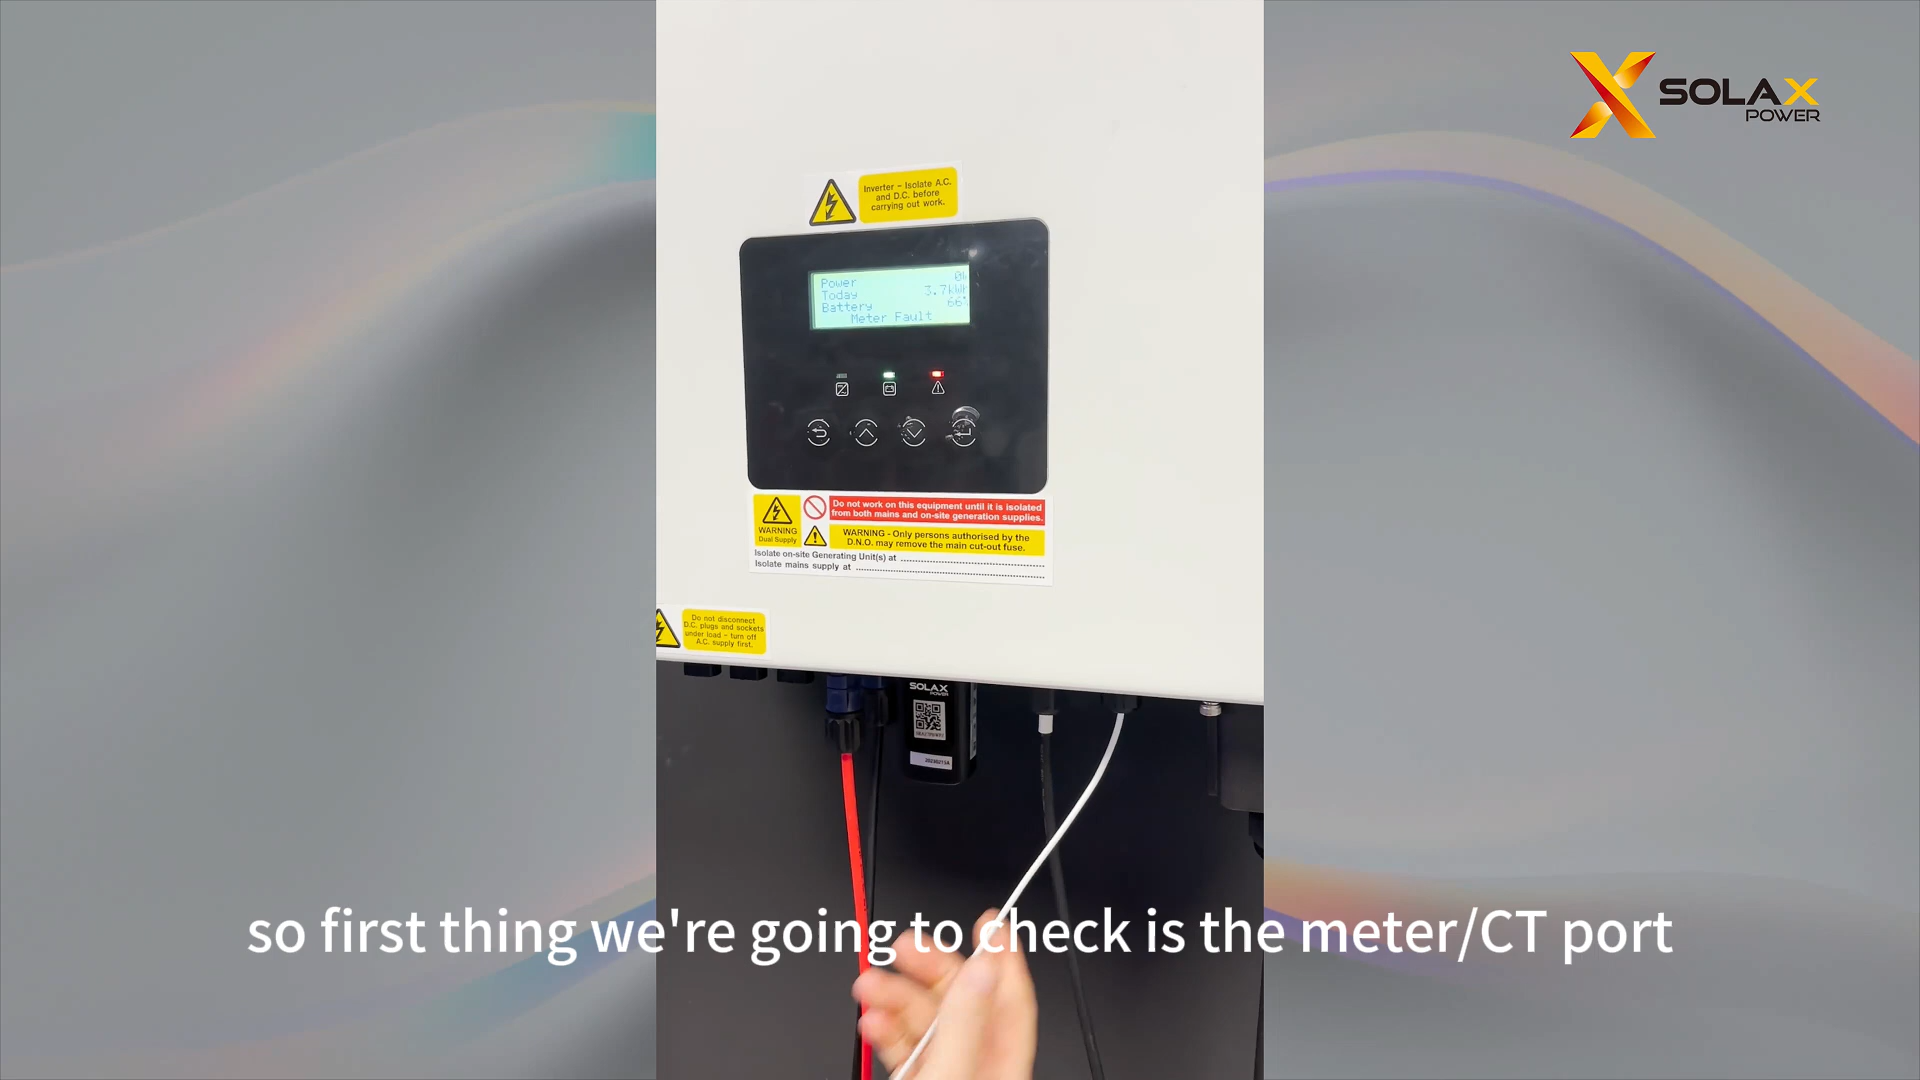 SOLAX
POWER
Inverter - Isolate A.C.
and D.C. before
carrying out work.
Power 0W
Today 3.7kWh
Battery 66%
Meter Fault
WARNING
Dual Supply
Do not work on this equipment until it is isolated
from both mains and on-site generation supplies.
WARNING - Only persons authorised by the
D.N.O. may remove the main cut-out fuse.
Isolate on-site Generating Unit(s) at
Isolate mains supply at
Do not disconnect
D.C. plugs and sockets
under load - turn off
A.C. supply first.
SOLAX
POWER
so first thing we're going to check is the meter/CT port